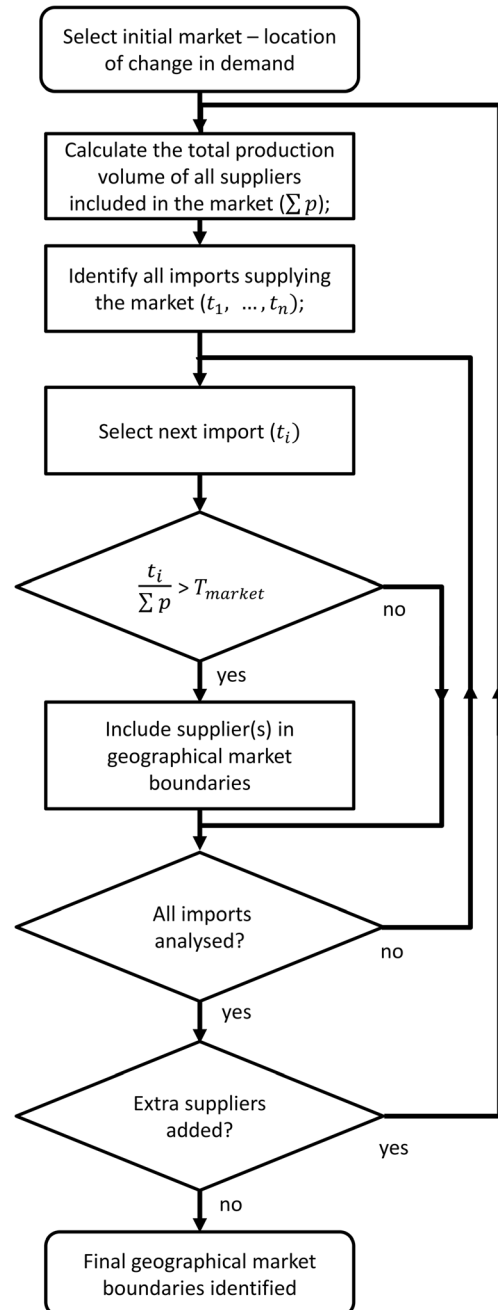 Select initial market – location
of change in demand
Calculate the total production
volume of all suppliers
included in the market (∑ p);
Identify all imports supplying
the market (t₁, …, tₙ);
Select next import (tᵢ)
tᵢ
∑ p
> T_market
no
yes
Include supplier(s) in
geographical market
boundaries
All imports
analysed?
no
yes
Extra suppliers
added?
yes
no
Final geographical market
boundaries identified